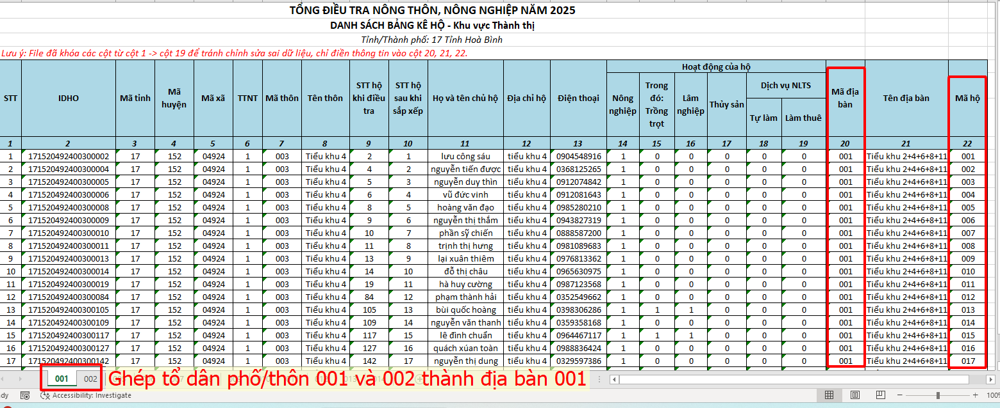 TỔNG ĐIỀU TRA NÔNG THÔN, NÔNG NGHIỆP NĂM 2025
DANH SÁCH BẢNG KÊ HỘ - Khu vực Thành thị
Tỉnh/Thành phố: 17 Tỉnh Hoà Bình
Lưu ý: File đã khóa các cột từ cột 1 -> cột 19 để tránh chỉnh sửa sai dữ liệu, chỉ điền thông tin vào cột 20, 21, 22.
STT IDHO Mã tỉnh Mã huyện Mã xã TTNT Mã thôn Tên thôn STT hộ khi điều tra STT hộ sau khi sắp xếp Họ và tên chủ hộ Địa chỉ hộ Điện thoại Hoạt động của hộ Nông nghiệp Trong đó: Trồng trọt Lâm nghiệp Thủy sản Dịch vụ NLTS Tự làm Làm thuê Mã địa bàn Tên địa bàn Mã hộ
1 2 3 4 5 6 7 8 9 10 11 12 13 14 15 16 17 18 19 20 21 22
1 171520492400300002 17 152 04924 1 003 Tiểu khu 4 2 1 lưu công sáu tiểu khu 4 0904548916 1 0 0 0 0 0 001 Tiểu khu 2+4+6+8+11 001
2 171520492400300004 17 152 04924 1 003 Tiểu khu 4 4 2 nguyễn tiến được tiểu khu 4 0368125265 1 0 0 0 0 0 001 Tiểu khu 2+4+6+8+11 002
3 171520492400300005 17 152 04924 1 003 Tiểu khu 4 5 3 nguyễn duy thìn tiểu khu 4 0912074842 1 0 0 0 0 0 001 Tiểu khu 2+4+6+8+11 003
4 171520492400300006 17 152 04924 1 003 Tiểu khu 4 6 4 vũ đức vinh tiểu khu 4 0912081643 1 0 0 0 0 0 001 Tiểu khu 2+4+6+8+11 004
5 171520492400300008 17 152 04924 1 003 Tiểu khu 4 8 5 hoàng văn đạo tiểu khu 4 0985280210 1 0 0 0 0 0 001 Tiểu khu 2+4+6+8+11 005
6 171520492400300009 17 152 04924 1 003 Tiểu khu 4 9 6 nguyễn thị thắm tiểu khu 4 0943827319 1 0 0 0 0 0 001 Tiểu khu 2+4+6+8+11 006
7 171520492400300010 17 152 04924 1 003 Tiểu khu 4 10 7 phần sỹ chiến tiểu khu 4 0888587200 1 0 0 0 0 0 001 Tiểu khu 2+4+6+8+11 007
8 171520492400300011 17 152 04924 1 003 Tiểu khu 4 11 8 trịnh thị hưng tiểu khu 4 0981089683 1 0 0 0 0 0 001 Tiểu khu 2+4+6+8+11 008
9 171520492400300013 17 152 04924 1 003 Tiểu khu 4 13 9 lại xuân thiêm tiểu khu 4 0976813362 1 0 0 0 0 0 001 Tiểu khu 2+4+6+8+11 009
10 171520492400300014 17 152 04924 1 003 Tiểu khu 4 14 10 đỗ thị châu tiểu khu 4 0965630975 1 0 0 0 0 0 001 Tiểu khu 2+4+6+8+11 010
11 171520492400300019 17 152 04924 1 003 Tiểu khu 4 19 11 hà huy cường tiểu khu 4 0987123568 1 0 0 0 0 0 001 Tiểu khu 2+4+6+8+11 011
12 171520492400300084 17 152 04924 1 003 Tiểu khu 4 84 12 phạm thành hải tiểu khu 4 0352549662 1 0 0 0 0 0 001 Tiểu khu 2+4+6+8+11 012
13 171520492400300105 17 152 04924 1 003 Tiểu khu 4 105 13 bùi quốc hoàng tiểu khu 4 0398306286 1 1 1 0 0 0 001 Tiểu khu 2+4+6+8+11 013
14 171520492400300109 17 152 04924 1 003 Tiểu khu 4 109 14 nguyễn văn thanh tiểu khu 4 0359358168 1 0 0 0 0 0 001 Tiểu khu 2+4+6+8+11 014
15 171520492400300117 17 152 04924 1 003 Tiểu khu 4 117 15 lê đình chuẩn tiểu khu 4 0964467117 1 1 1 0 0 0 001 Tiểu khu 2+4+6+8+11 015
16 171520492400300127 17 152 04924 1 003 Tiểu khu 4 127 16 quách xúan toàn tiểu khu 4 0988836424 1 0 0 0 0 0 001 Tiểu khu 2+4+6+8+11 016
17 171520492400300142 17 152 04924 1 003 Tiểu khu 4 142 17 nguyễn thị dung tiểu khu 4 0329597386 1 0 0 0 0 0 001 Tiểu khu 2+4+6+8+11 017
001 002 Ghép tổ dân phố/thôn 001 và 002 thành địa bàn 001
dy Accessibility: Investigate 100%